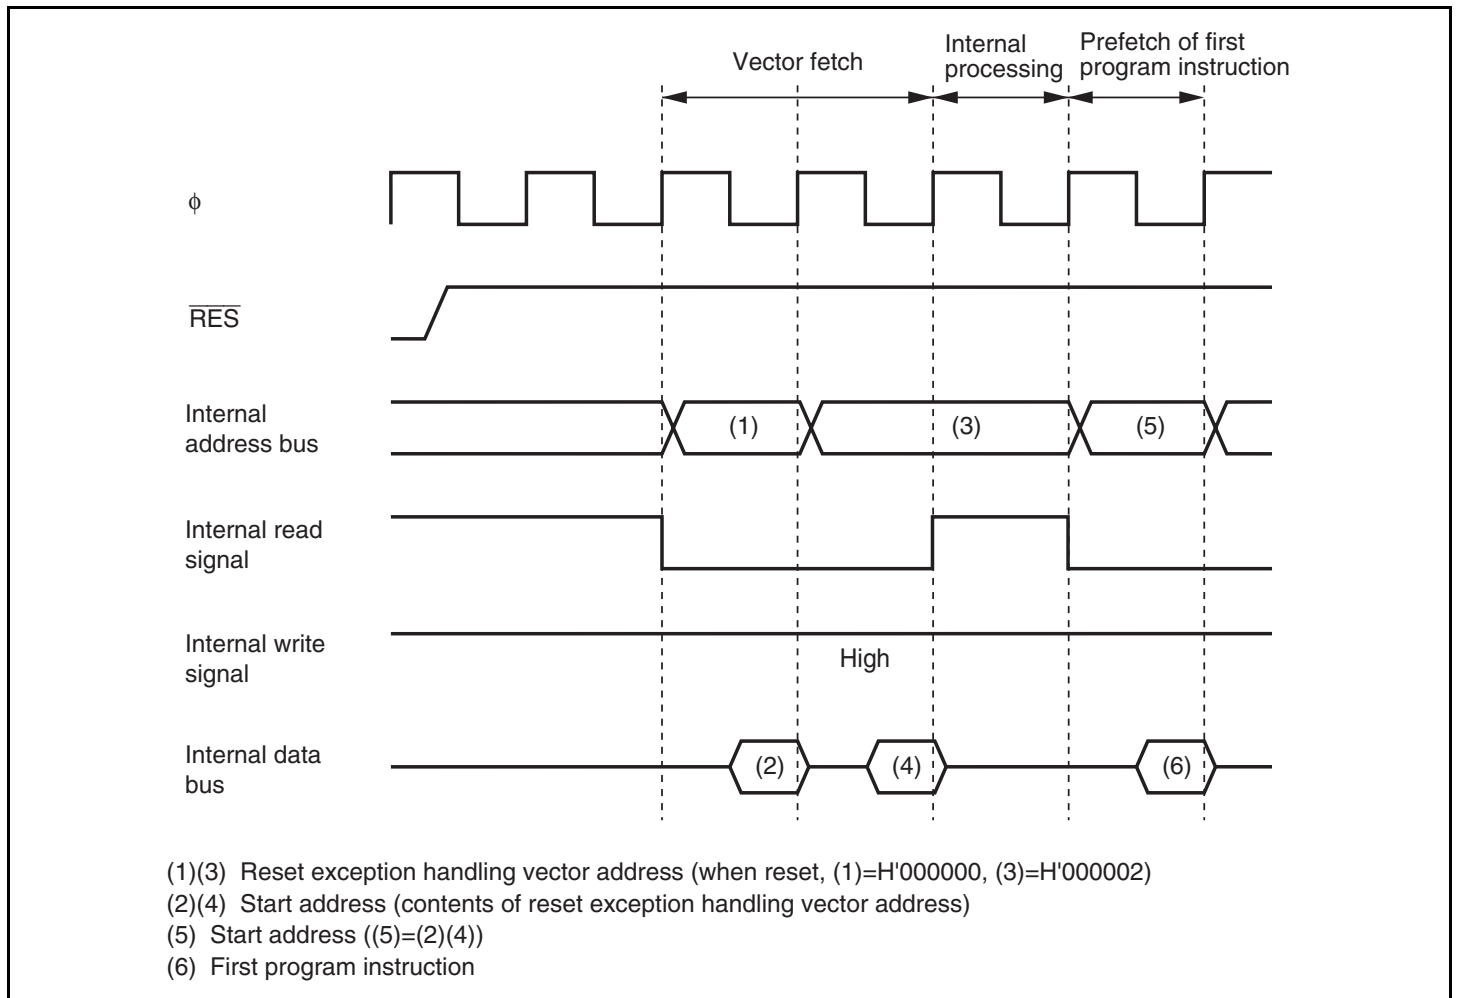 Vector fetch
Internal
processing
Prefetch of first
program instruction
ϕ
RES
Internal
address bus
(1)
(3)
(5)
Internal read
signal
Internal write
signal
High
Internal data
bus
(2)
(4)
(6)
(1)(3) Reset exception handling vector address (when reset, (1)=H'000000, (3)=H'000002)
(2)(4) Start address (contents of reset exception handling vector address)
(5) Start address ((5)=(2)(4))
(6) First program instruction